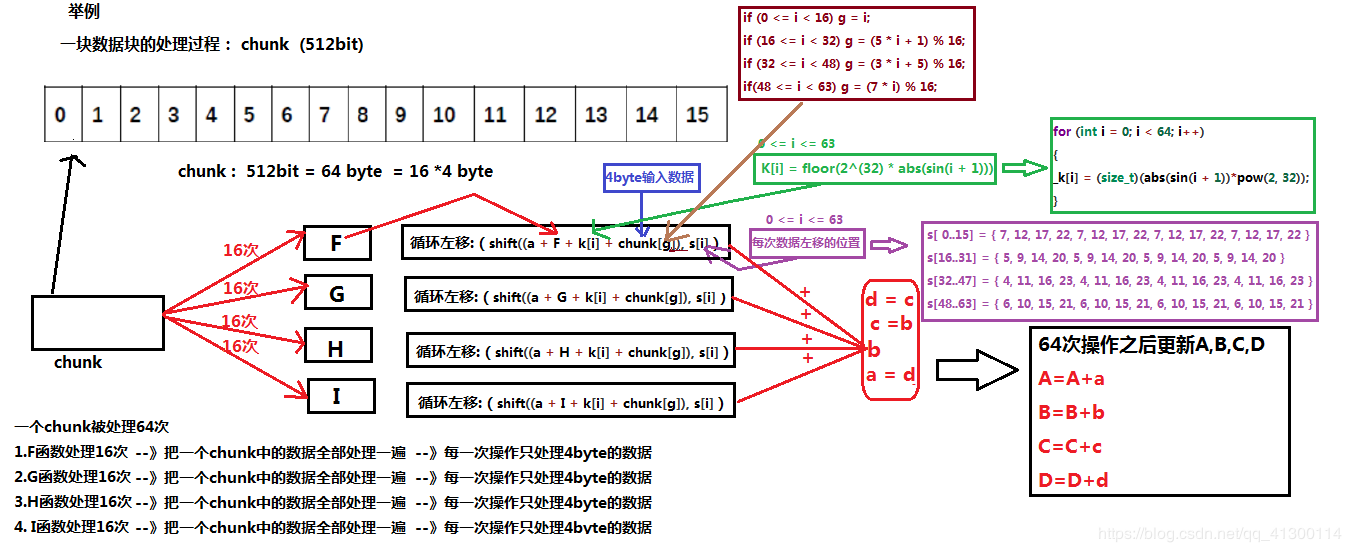 举例
一块数据块的处理过程： chunk （512bit)
0 1 2 3 4 5 6 7 8 9 10 11 12 13 14 15
chunk： 512bit = 64 byte = 16 *4 byte
if (0 <= i < 16) g = i;
if (16 <= i < 32) g = (5 * i + 1) % 16;
if (32 <= i < 48) g = (3 * i + 5) % 16;
if(48 <= i < 63) g = (7 * i) % 16;
0 <= i <= 63
K[i] = floor(2^(32) * abs(sin(i + 1)))
for (int i = 0; i < 64; i++)
{
_k[i] = (size_t)(abs(sin(i + 1))*pow(2, 32));
}
4byte输入数据
0 <= i <= 63
每次数据左移的位置
s[ 0..15] = { 7, 12, 17, 22, 7, 12, 17, 22, 7, 12, 17, 22, 7, 12, 17, 22 }
s[16..31] = { 5, 9, 14, 20, 5, 9, 14, 20, 5, 9, 14, 20, 5, 9, 14, 20 }
s[32..47] = { 4, 11, 16, 23, 4, 11, 16, 23, 4, 11, 16, 23, 4, 11, 16, 23 }
s[48..63] = { 6, 10, 15, 21, 6, 10, 15, 21, 6, 10, 15, 21, 6, 10, 15, 21 }
chunk
16次
16次
16次
16次
F
G
H
I
循环左移: ( shift((a + F + k[i] + chunk[g]), s[i] )
循环左移: ( shift((a + G + k[i] + chunk[g]), s[i] )
循环左移: ( shift((a + H + k[i] + chunk[g]), s[i] )
循环左移: ( shift((a + I + k[i] + chunk[g]), s[i] )
+
+
+
+
d = c
c =b
b
a = d
64次操作之后更新A,B,C,D
A=A+a
B=B+b
C=C+c
D=D+d
一个chunk被处理64次
1.F函数处理16次 --》把一个chunk中的数据全部处理一遍 --》每一次操作只处理4byte的数据
2.G函数处理16次 --》把一个chunk中的数据全部处理一遍 --》每一次操作只处理4byte的数据
3.H函数处理16次 --》把一个chunk中的数据全部处理一遍 --》每一次操作只处理4byte的数据
4. I函数处理16次 --》把一个chunk中的数据全部处理一遍 --》每一次操作只处理4byte的数据
https://blog.csdn.net/qq_41300114